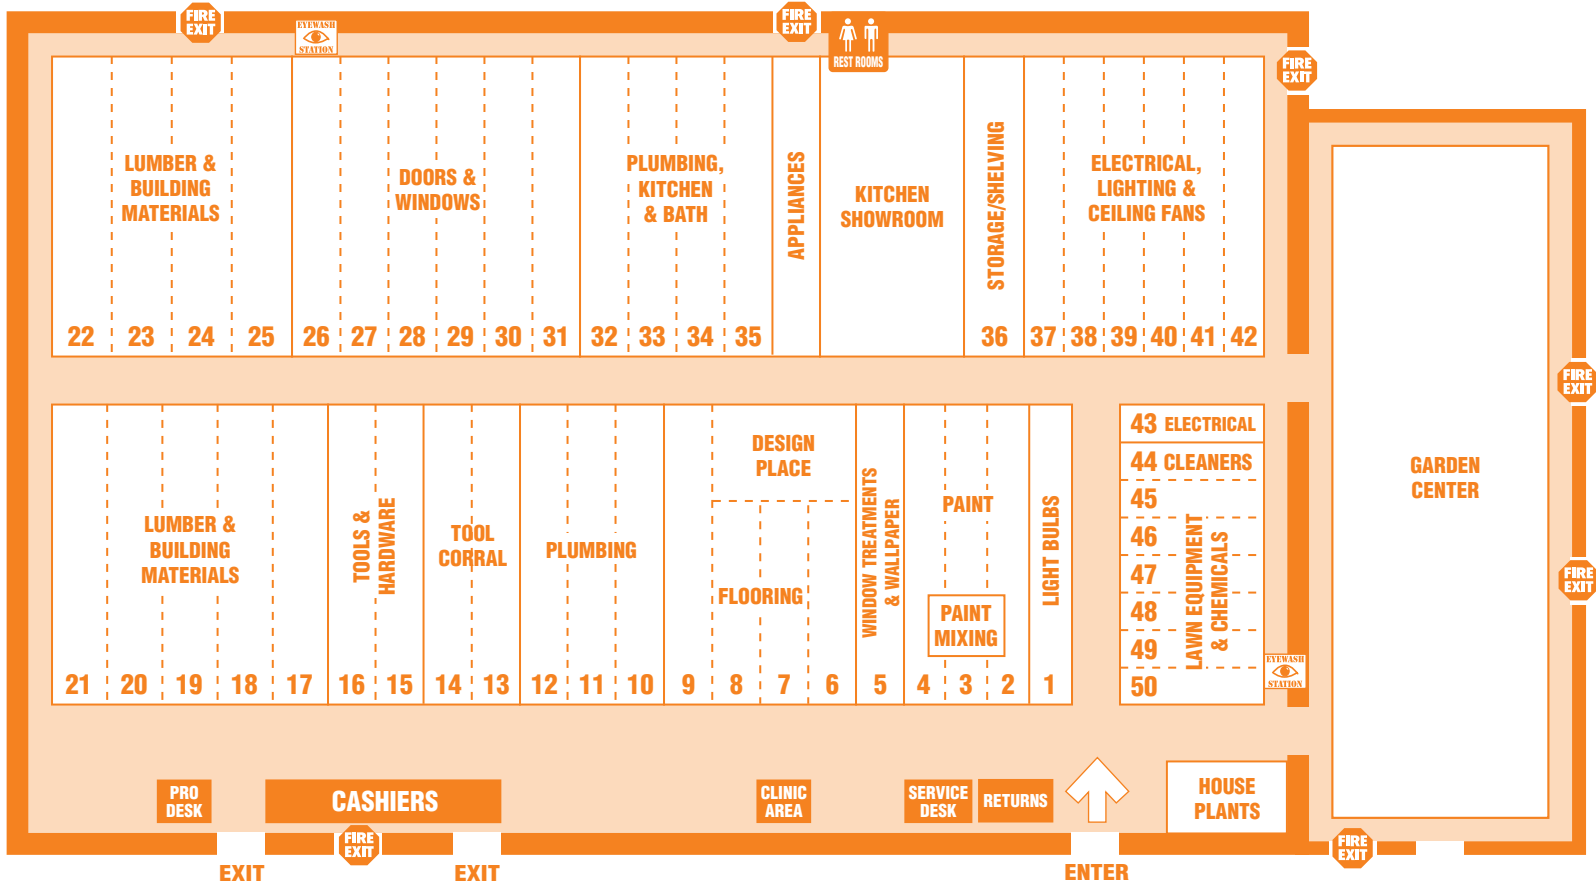 FIRE
EXIT
EYEWASH
STATION
FIRE
EXIT
REST ROOMS
FIRE
EXIT
LUMBER &
BUILDING
MATERIALS
DOORS &
WINDOWS
PLUMBING,
KITCHEN
& BATH
APPLIANCES
KITCHEN
SHOWROOM
STORAGE/SHELVING
ELECTRICAL,
LIGHTING &
CEILING FANS
22 23 24 25 26 27 28 29 30 31 32 33 34 35 36 37 38 39 40 41 42
LUMBER &
BUILDING
MATERIALS
TOOLS &
HARDWARE
TOOL
CORRAL
PLUMBING
DESIGN
PLACE
FLOORING
WINDOW TREATMENTS
& WALLPAPER
PAINT
PAINT
MIXING
LIGHT BULBS
21 20 19 18 17 16 15 14 13 12 11 10 9 8 7 6 5 4 3 2 1
43 ELECTRICAL
44 CLEANERS
45
46
47
48
49
50
LAWN EQUIPMENT
& CHEMICALS
EYEWASH
STATION
GARDEN
CENTER
FIRE
EXIT
FIRE
EXIT
PRO
DESK
CASHIERS
CLINIC
AREA
SERVICE
DESK
RETURNS
HOUSE
PLANTS
FIRE
EXIT
FIRE
EXIT
EXIT
EXIT
ENTER